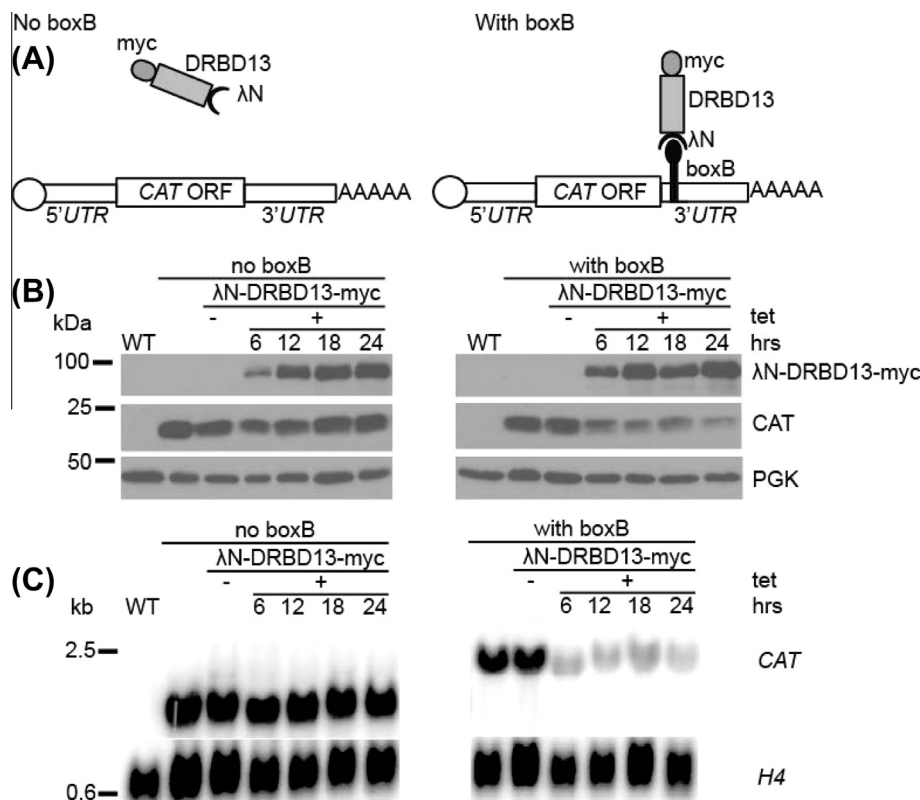 No boxB
With boxB
(A)
myc
DRBD13
λN
CAT ORF
AAAAA
5'UTR
3'UTR
myc
DRBD13
λN
boxB
CAT ORF
AAAAA
5'UTR
3'UTR
(B)
no boxB
with boxB
λN-DRBD13-myc
λN-DRBD13-myc
kDa
WT
- +
WT
- +
tet
6 12 18 24
6 12 18 24
hrs
100
λN-DRBD13-myc
25
CAT
50
PGK
(C)
no boxB
with boxB
λN-DRBD13-myc
λN-DRBD13-myc
- +
- +
tet
kb
WT
6 12 18 24
6 12 18 24
hrs
2.5
CAT
0.6
H4